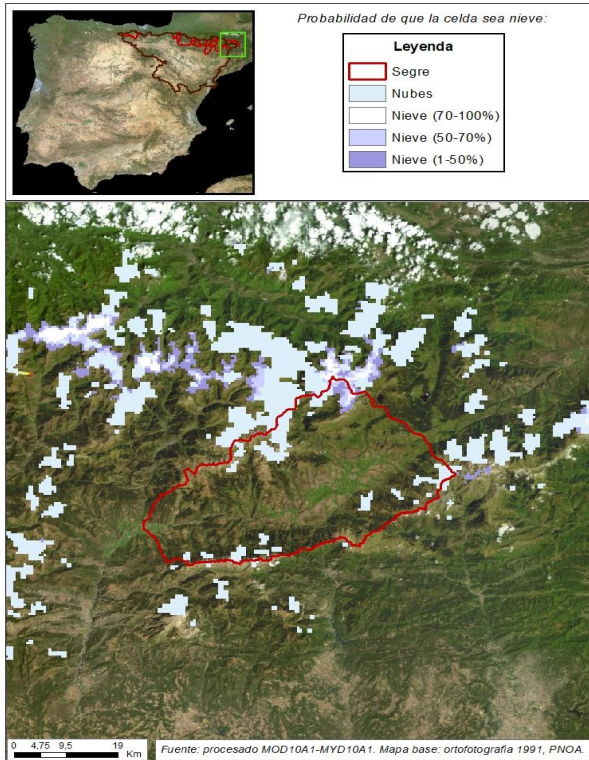 Probabilidad de que la celda sea nieve:
Leyenda
Segre
Nubes
Nieve (70-100%)
Nieve (50-70%)
Nieve (1-50%)
0 4,75 9,5 19
Km
Fuente: procesado MOD10A1-MYD10A1. Mapa base: ortofotografia 1991, PNOA.